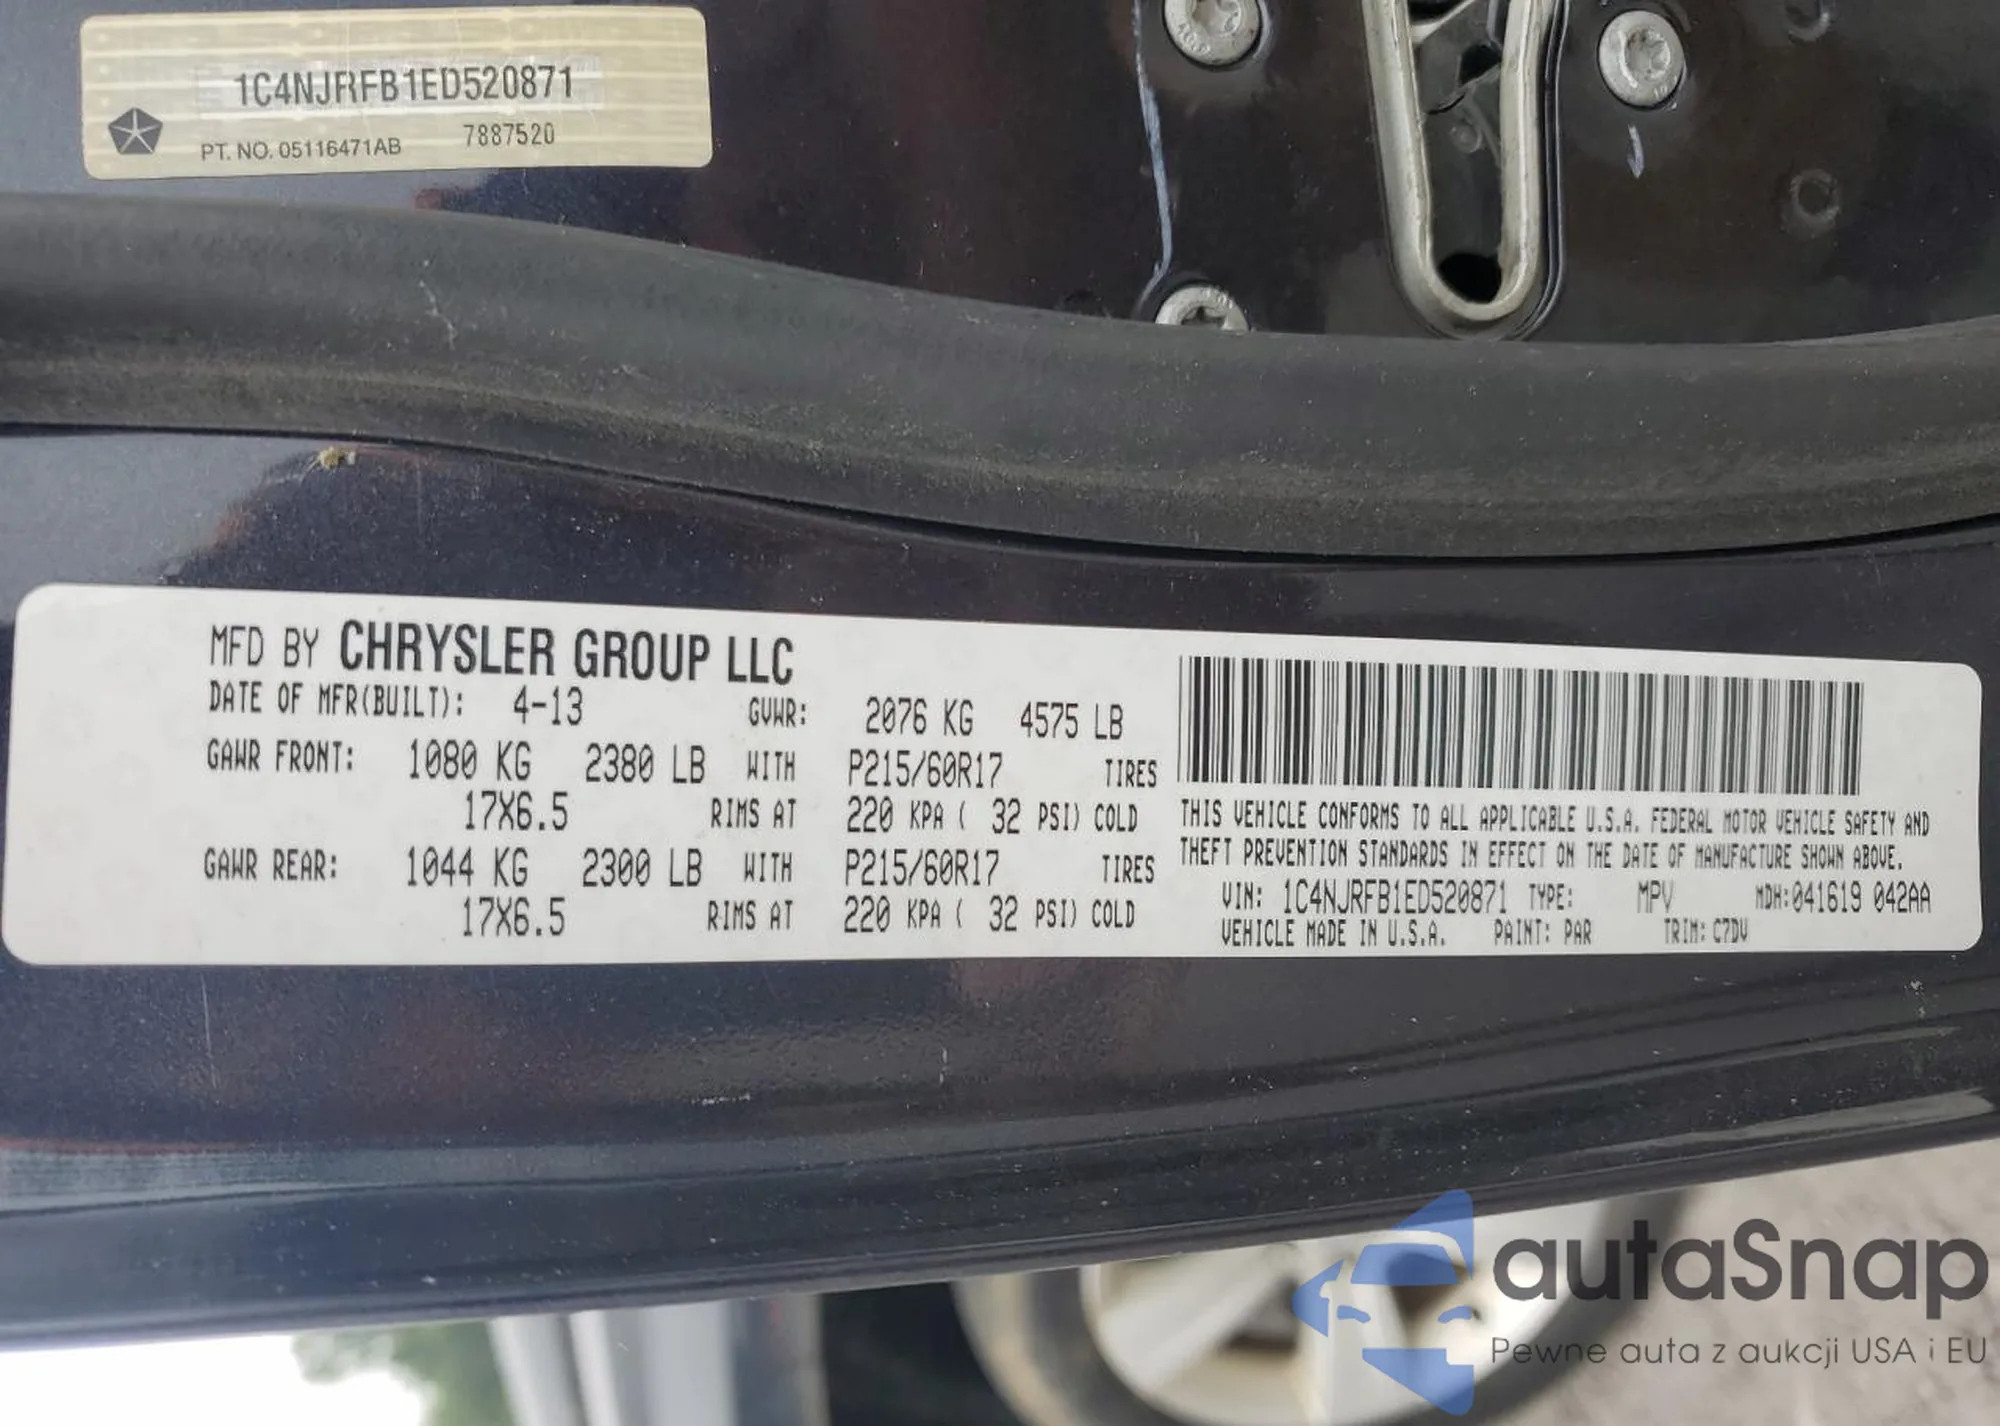 1C4NJRFB1ED520871
PT. NO. 05116471AB 7887520
MFD BY CHRYSLER GROUP LLC
DATE OF MFR(BUILT): 4-13 GVWR: 2076 KG 4575 LB
GAWR FRONT: 1080 KG 2380 LB WITH P215/60R17 TIRES
17X6.5 RIMS AT 220 KPA ( 32 PSI) COLD
GAWR REAR: 1044 KG 2300 LB WITH P215/60R17 TIRES
17X6.5 RIMS AT 220 KPA ( 32 PSI) COLD
THIS VEHICLE CONFORMS TO ALL APPLICABLE U.S.A. FEDERAL MOTOR VEHICLE SAFETY AND
THEFT PREVENTION STANDARDS IN EFFECT ON THE DATE OF MANUFACTURE SHOWN ABOVE.
VIN: 1C4NJRFB1ED520871 TYPE: MPV MDH:041619 042AA
VEHICLE MADE IN U.S.A. PAINT: PAR TRIM: C7DV
autaSnap
Pewne auta z aukcji USA i EU